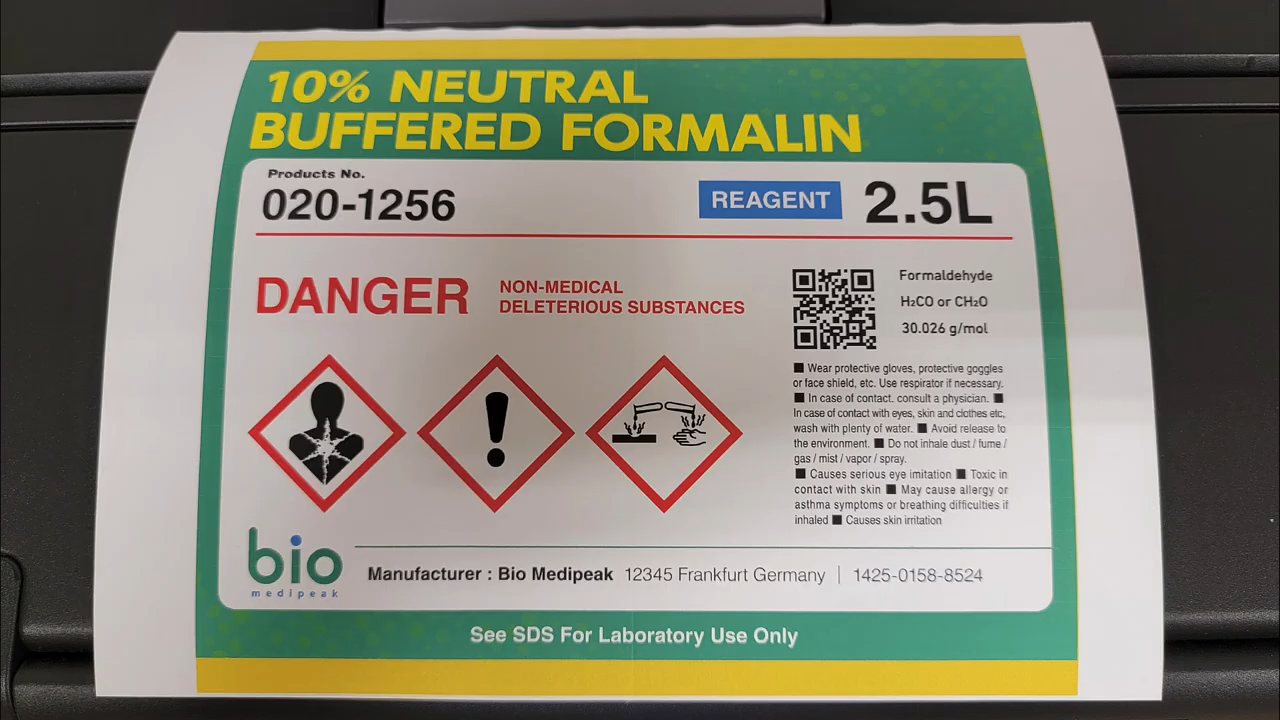 10% NEUTRAL
BUFFERED FORMALIN
Products No.
020-1256
REAGENT 2.5L
DANGER
NON-MEDICAL
DELETERIOUS SUBSTANCES
Formaldehyde
H₂CO or CH₂O
30.026 g/mol
■ Wear protective gloves, protective goggles
or face shield, etc. Use respirator if necessary.
■ In case of contact. consult a physician. ■
In case of contact with eyes, skin and clothes etc,
wash with plenty of water. ■ Avoid release to
the environment. ■ Do not inhale dust / fume /
gas / mist / vapor / spray.
■ Causes serious eye imitation ■ Toxic in
contact with skin ■ May cause allergy or
asthma symptoms or breathing difficulties if
inhaled ■ Causes skin irritation
bio
medipeak
Manufacturer : Bio Medipeak 12345 Frankfurt Germany | 1425-0158-8524
See SDS For Laboratory Use Only